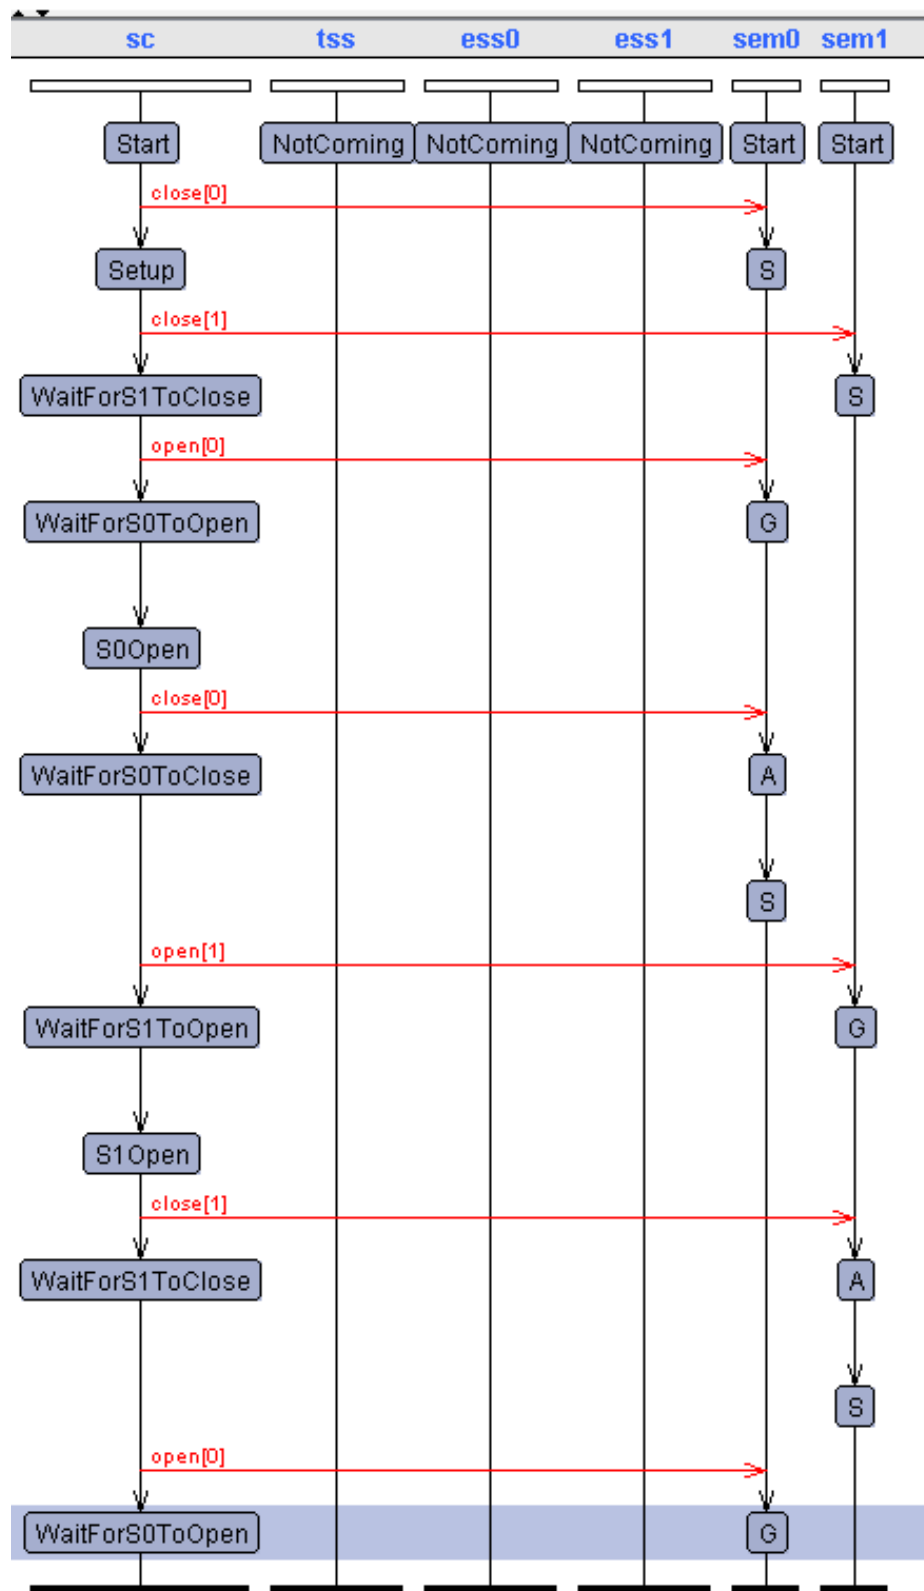 sc tss ess0 ess1 sem0 sem1
Start NotComing NotComing NotComing Start Start
close[0]
Setup S
close[1]
WaitForS1ToClose S
open[0]
WaitForS0ToOpen G
S0Open
close[0]
WaitForS0ToClose A
S
open[1]
WaitForS1ToOpen G
S1Open
close[1]
WaitForS1ToClose A
S
open[0]
WaitForS0ToOpen G